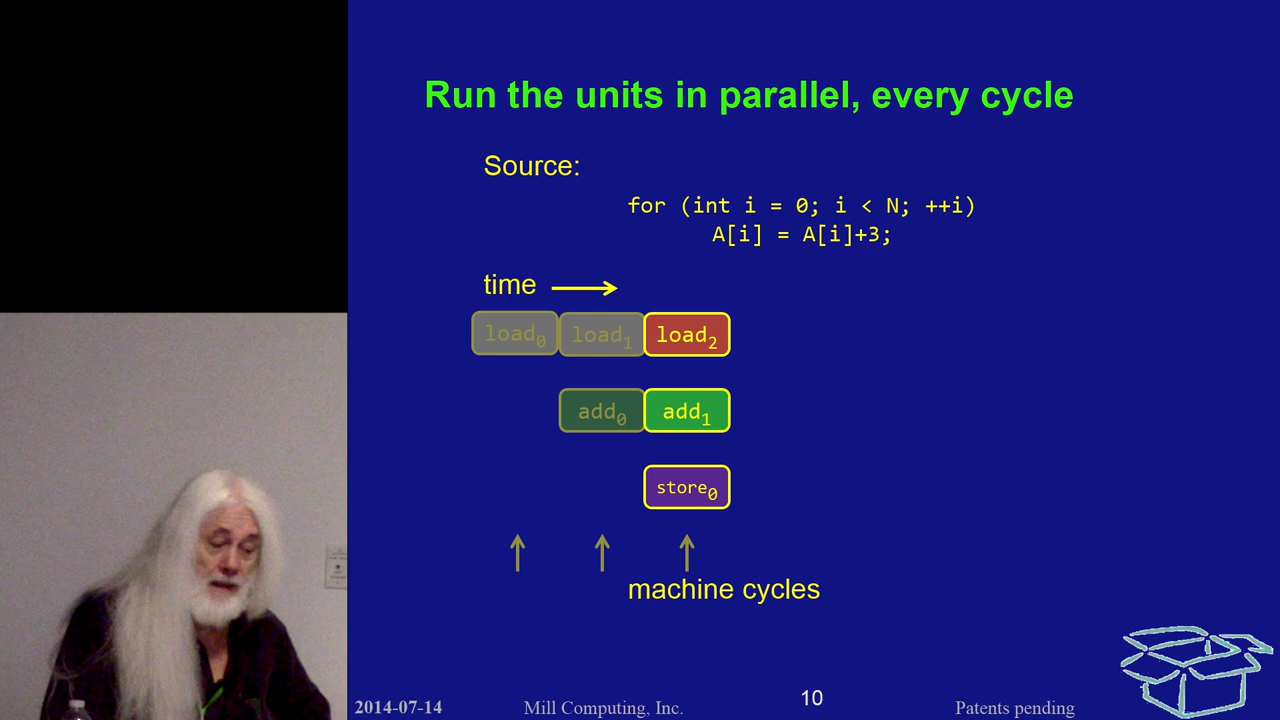 Run the units in parallel, every cycle
Source:
for (int i = 0; i < N; ++i)
A[i] = A[i]+3;
time
load0 load1 load2
add0 add1
store0
machine cycles
2014-07-14 Mill Computing, Inc. 10 Patents pending